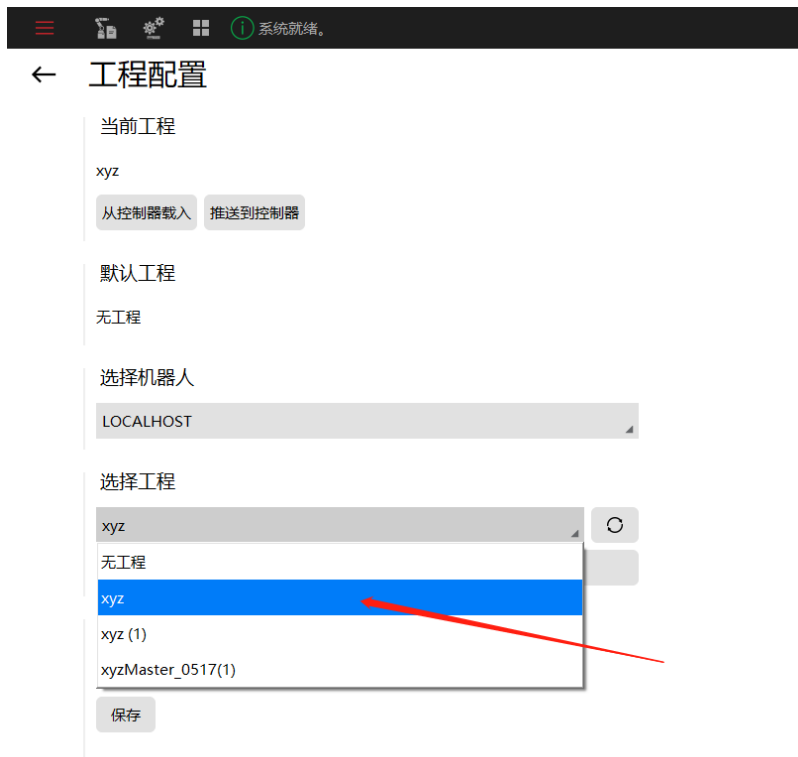 系统就绪。
工程配置
当前工程
xyz
从控制器载入 推送到控制器
默认工程
无工程
选择机器人
LOCALHOST
选择工程
xyz
无工程
xyz
xyz (1)
xyzMaster_0517(1)
保存